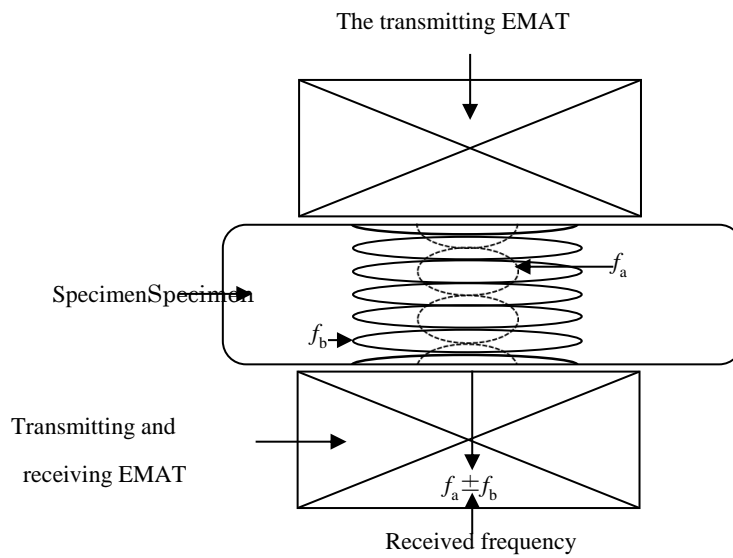 The transmitting EMAT
fa
SpecimenSpecimen
fb
Transmitting and
receiving EMAT
fa±fb
Received frequency